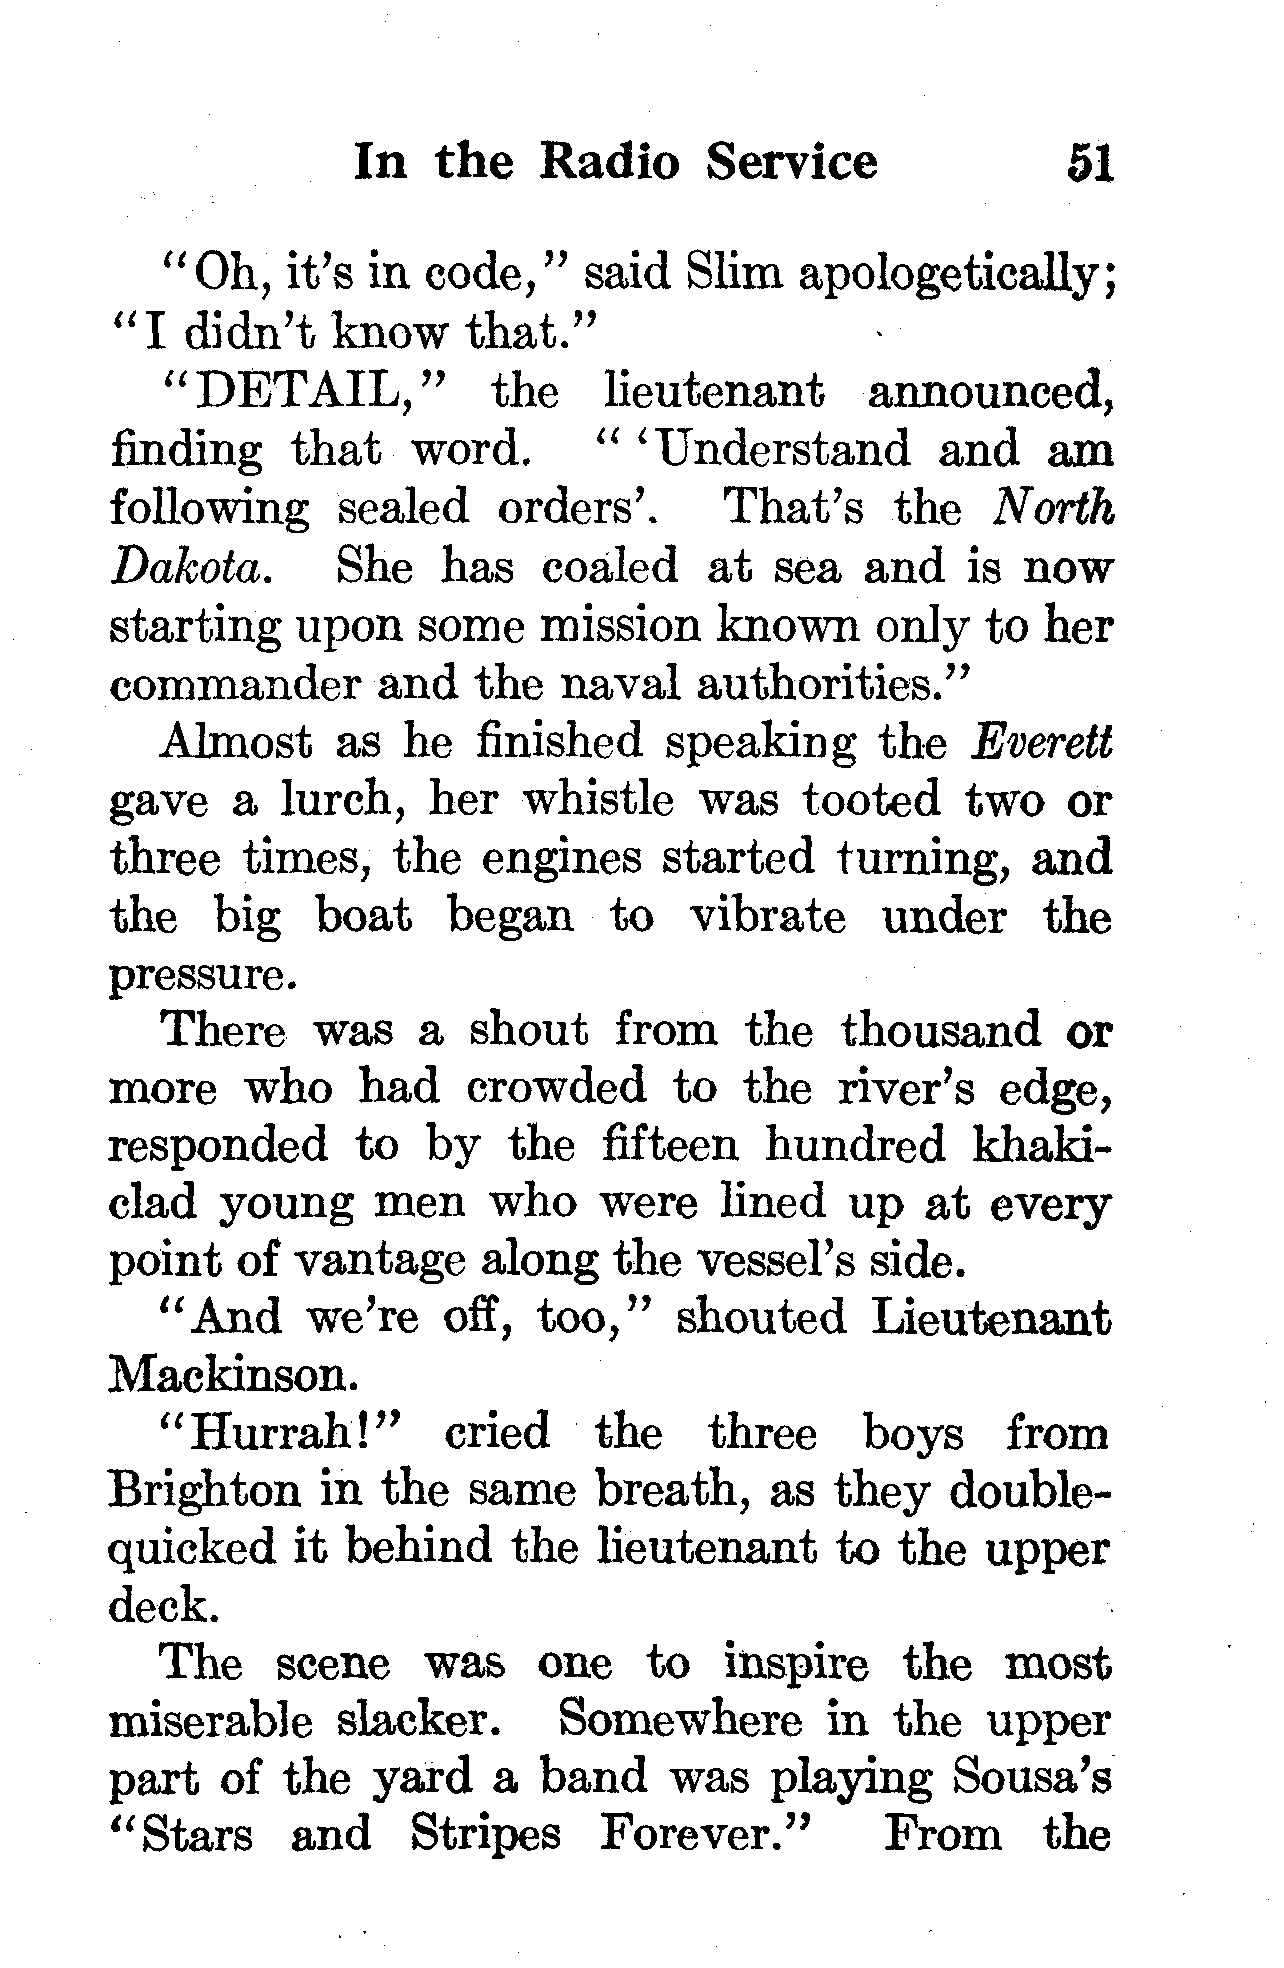 In the Radio Service 51
“Oh, it’s in code,” said Slim apologetically;
“I didn’t know that.”
“DETAIL,” the lieutenant announced,
finding that word. “ ‘Understand and am
following sealed orders’. That’s the North
Dakota. She has coaled at sea and is now
starting upon some mission known only to her
commander and the naval authorities.”
Almost as he finished speaking the Everett
gave a lurch, her whistle was tooted two or
three times, the engines started turning, and
the big boat began to vibrate under the
pressure.
There was a shout from the thousand or
more who had crowded to the river’s edge,
responded to by the fifteen hundred khaki-
clad young men who were lined up at every
point of vantage along the vessel’s side.
“And we’re off, too,” shouted Lieutenant
Mackinson.
“Hurrah!” cried the three boys from
Brighton in the same breath, as they double-
quicked it behind the lieutenant to the upper
deck.
The scene was one to inspire the most
miserable slacker. Somewhere in the upper
part of the yard a band was playing Sousa’s
“Stars and Stripes Forever.” From the